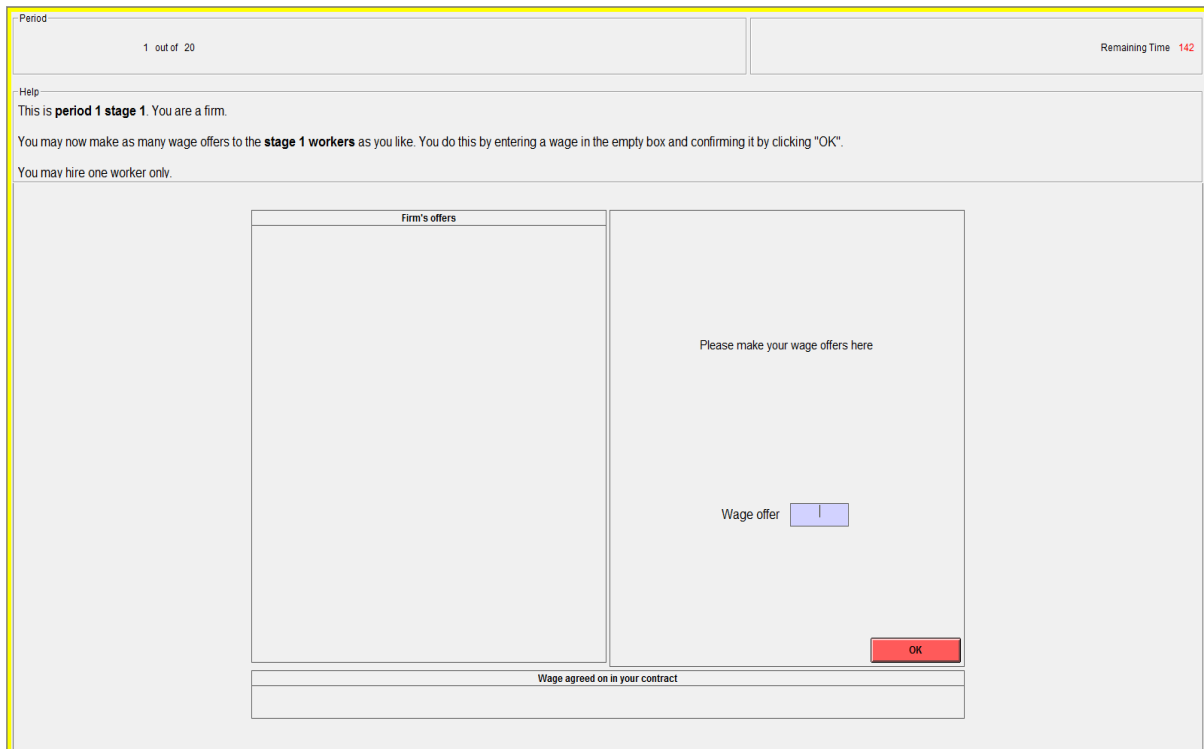 Period
1 out of 20
Remaining Time 142
Help
This is period 1 stage 1. You are a firm.
You may now make as many wage offers to the stage 1 workers as you like. You do this by entering a wage in the empty box and confirming it by clicking "OK".
You may hire one worker only.
Firm's offers
Please make your wage offers here
Wage offer
OK
Wage agreed on in your contract